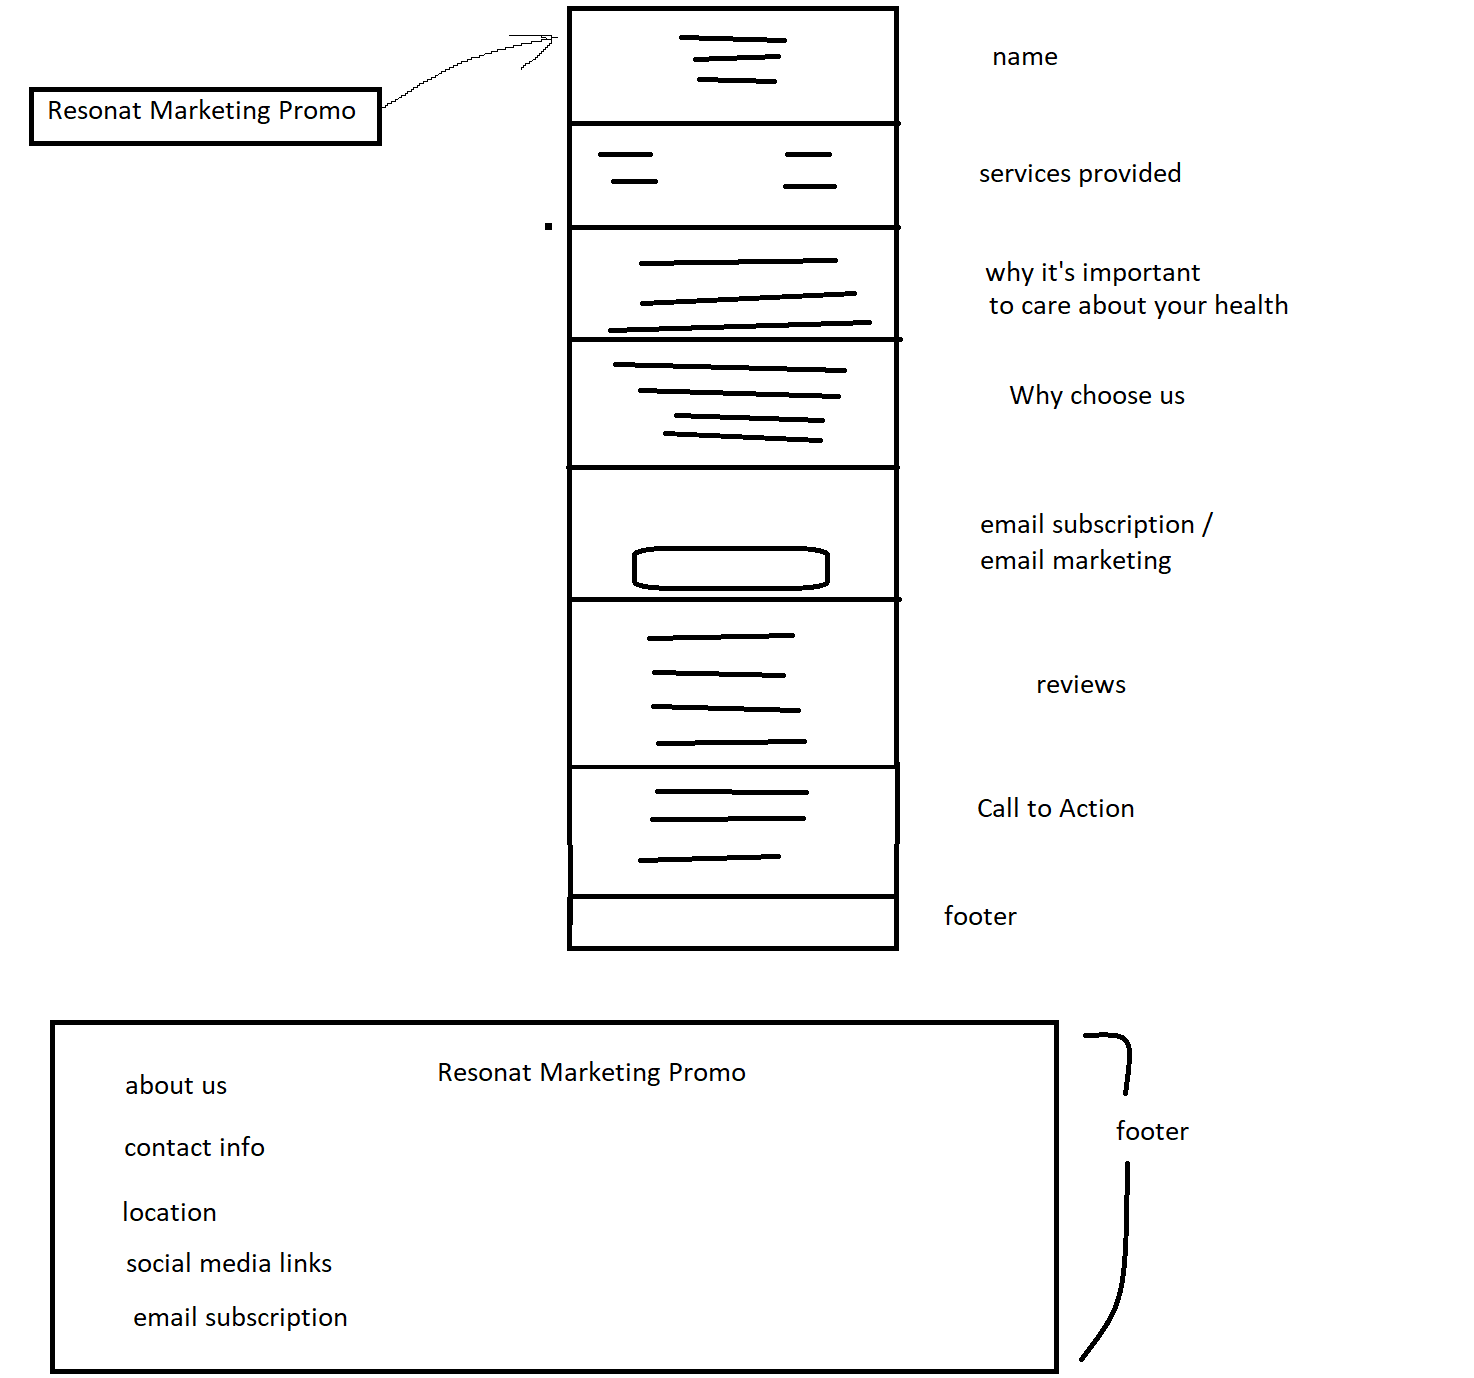 name
Resonat Marketing Promo
services provided
why it's important
to care about your health
Why choose us
email subscription /
email marketing
reviews
Call to Action
footer
Resonat Marketing Promo
about us
footer
contact info
location
social media links
email subscription